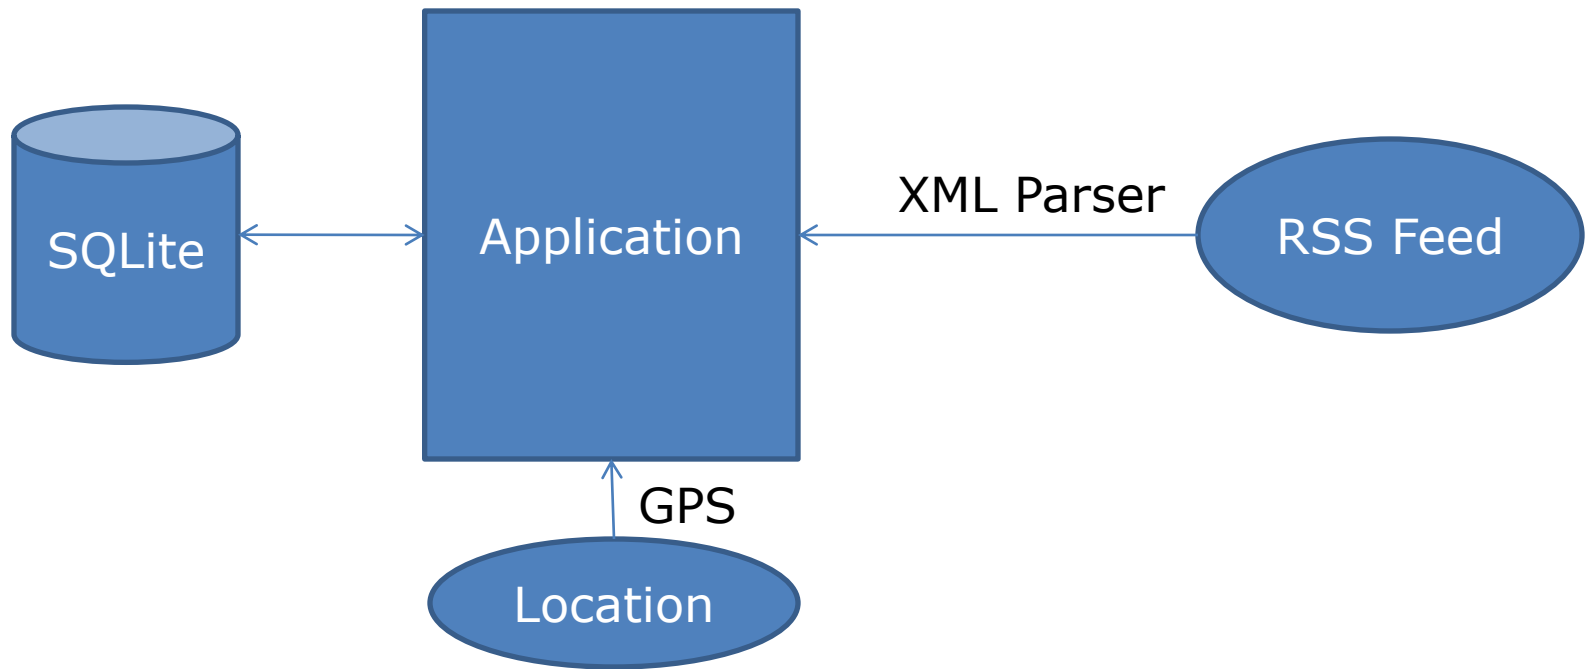 SQLite
Application
XML Parser
RSS Feed
GPS
Location